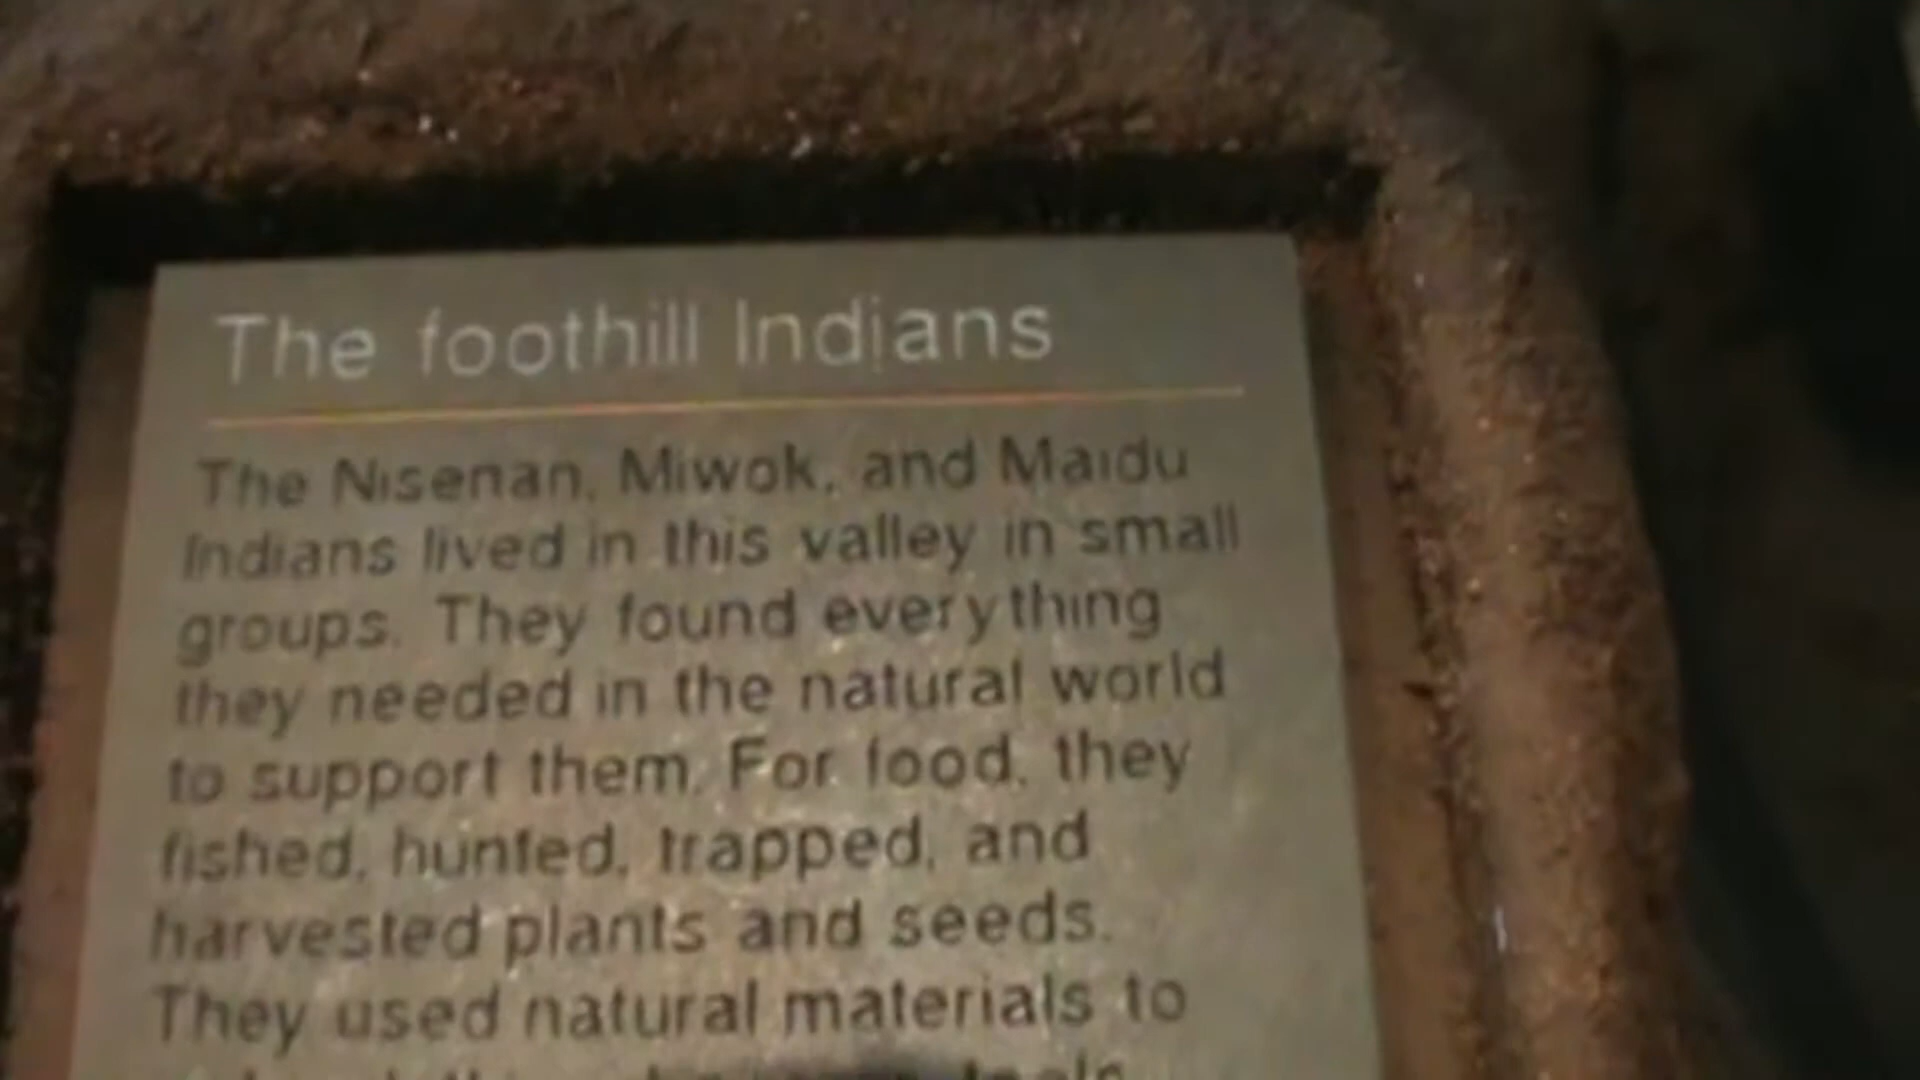 The foothill Indians
The Nisenan, Miwok, and Maidu
Indians lived in this valley in small
groups. They found everything
they needed in the natural world
to support them. For food, they
fished, hunted, trapped, and
harvested plants and seeds.
They used natural materials to
tools